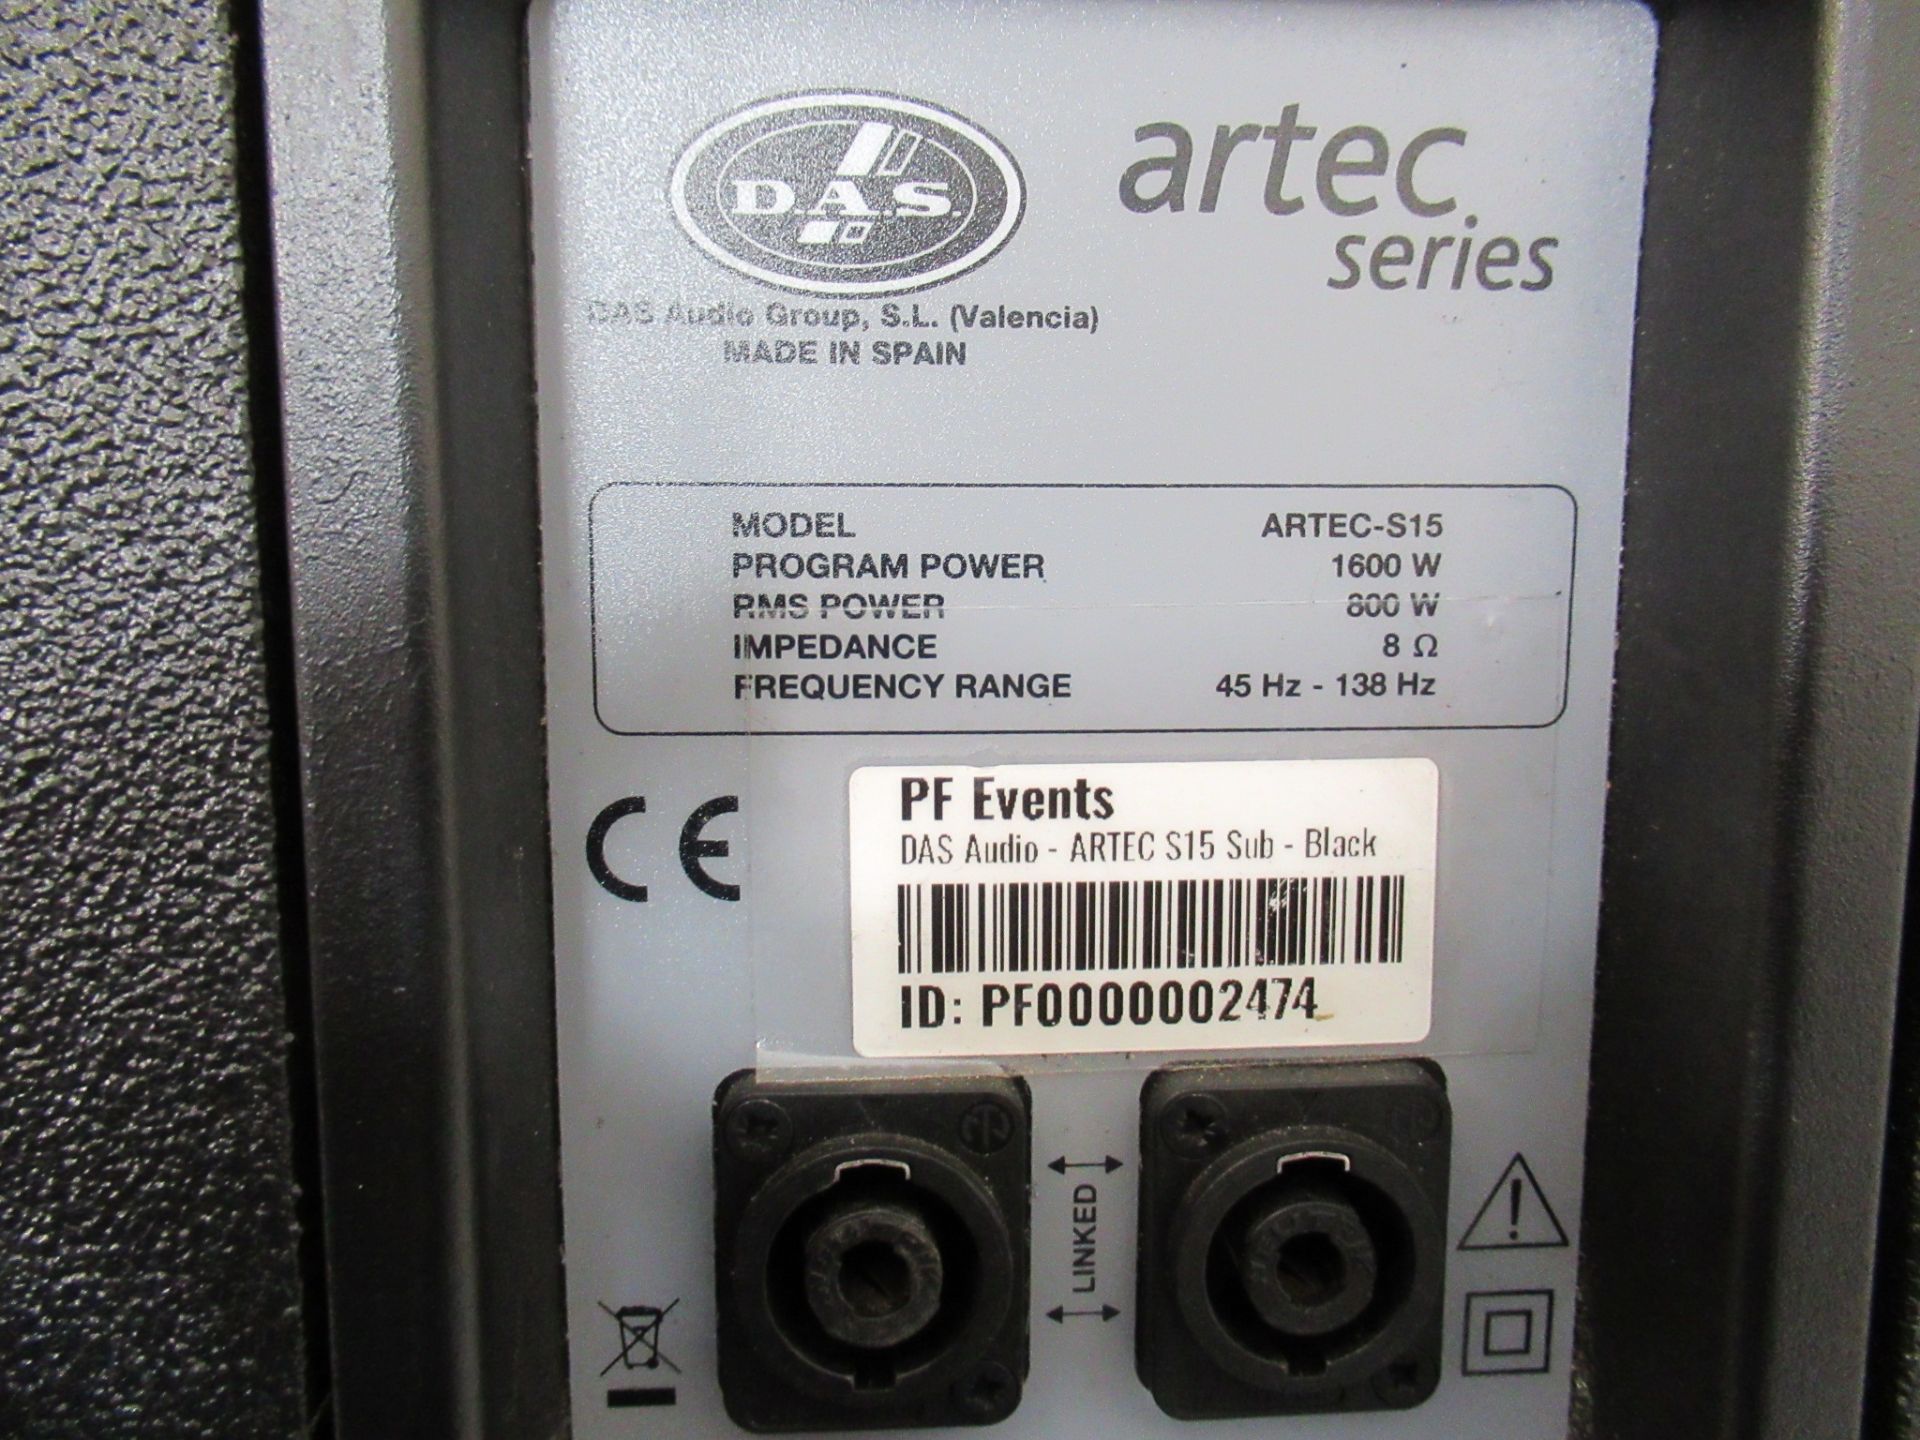 D.A.S.
artec
series
DAS Audio Group, S.L. (Valencia)
MADE IN SPAIN
MODEL ARTEC-S15
PROGRAM POWER 1600 W
RMS POWER 800 W
IMPEDANCE 8 Ω
FREQUENCY RANGE 45 Hz - 138 Hz
CE
PF Events
DAS Audio - ARTEC S15 Sub - Black
ID: PF0000002474
LINKED